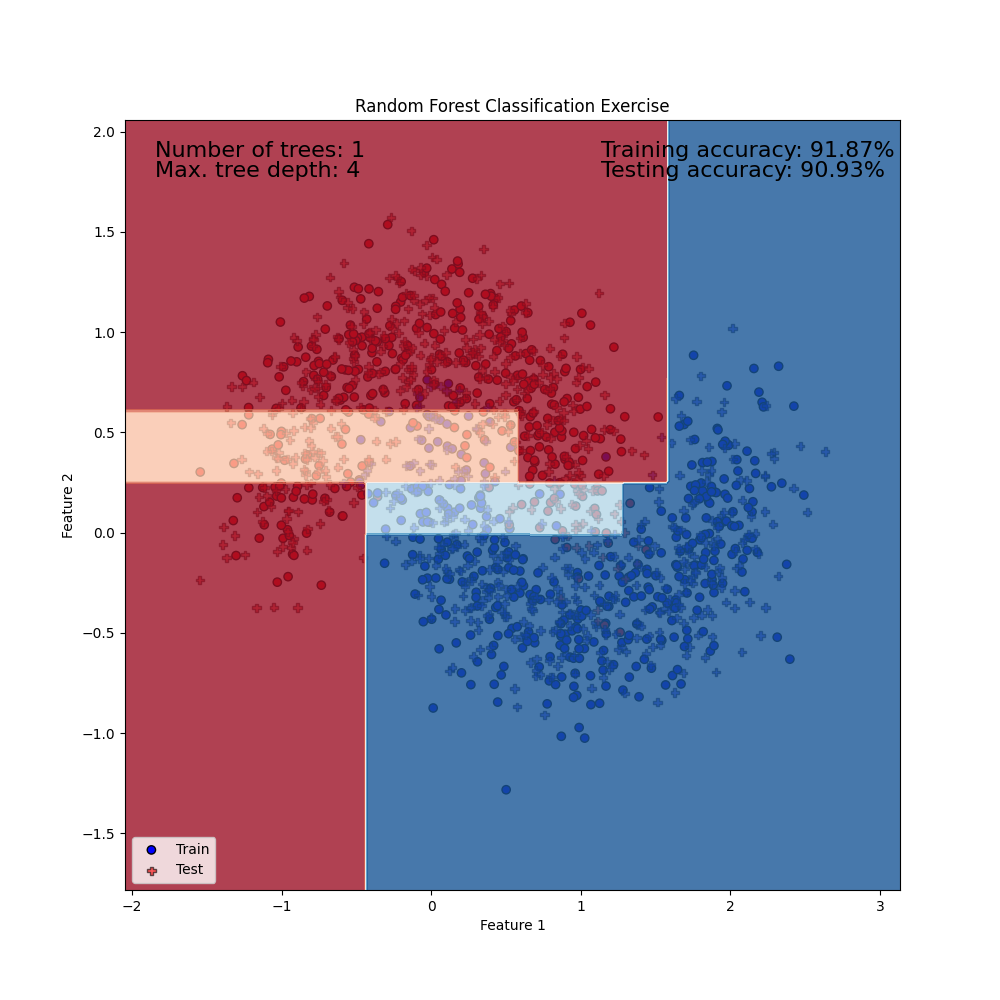 Random Forest Classification Exercise
Number of trees: 1
Max. tree depth: 4
Training accuracy: 91.87%
Testing accuracy: 90.93%
2.0
1.5
1.0
0.5
0.0
−0.5
−1.0
−1.5
Feature 2
Train
Test
−2
−1
0
1
2
3
Feature 1